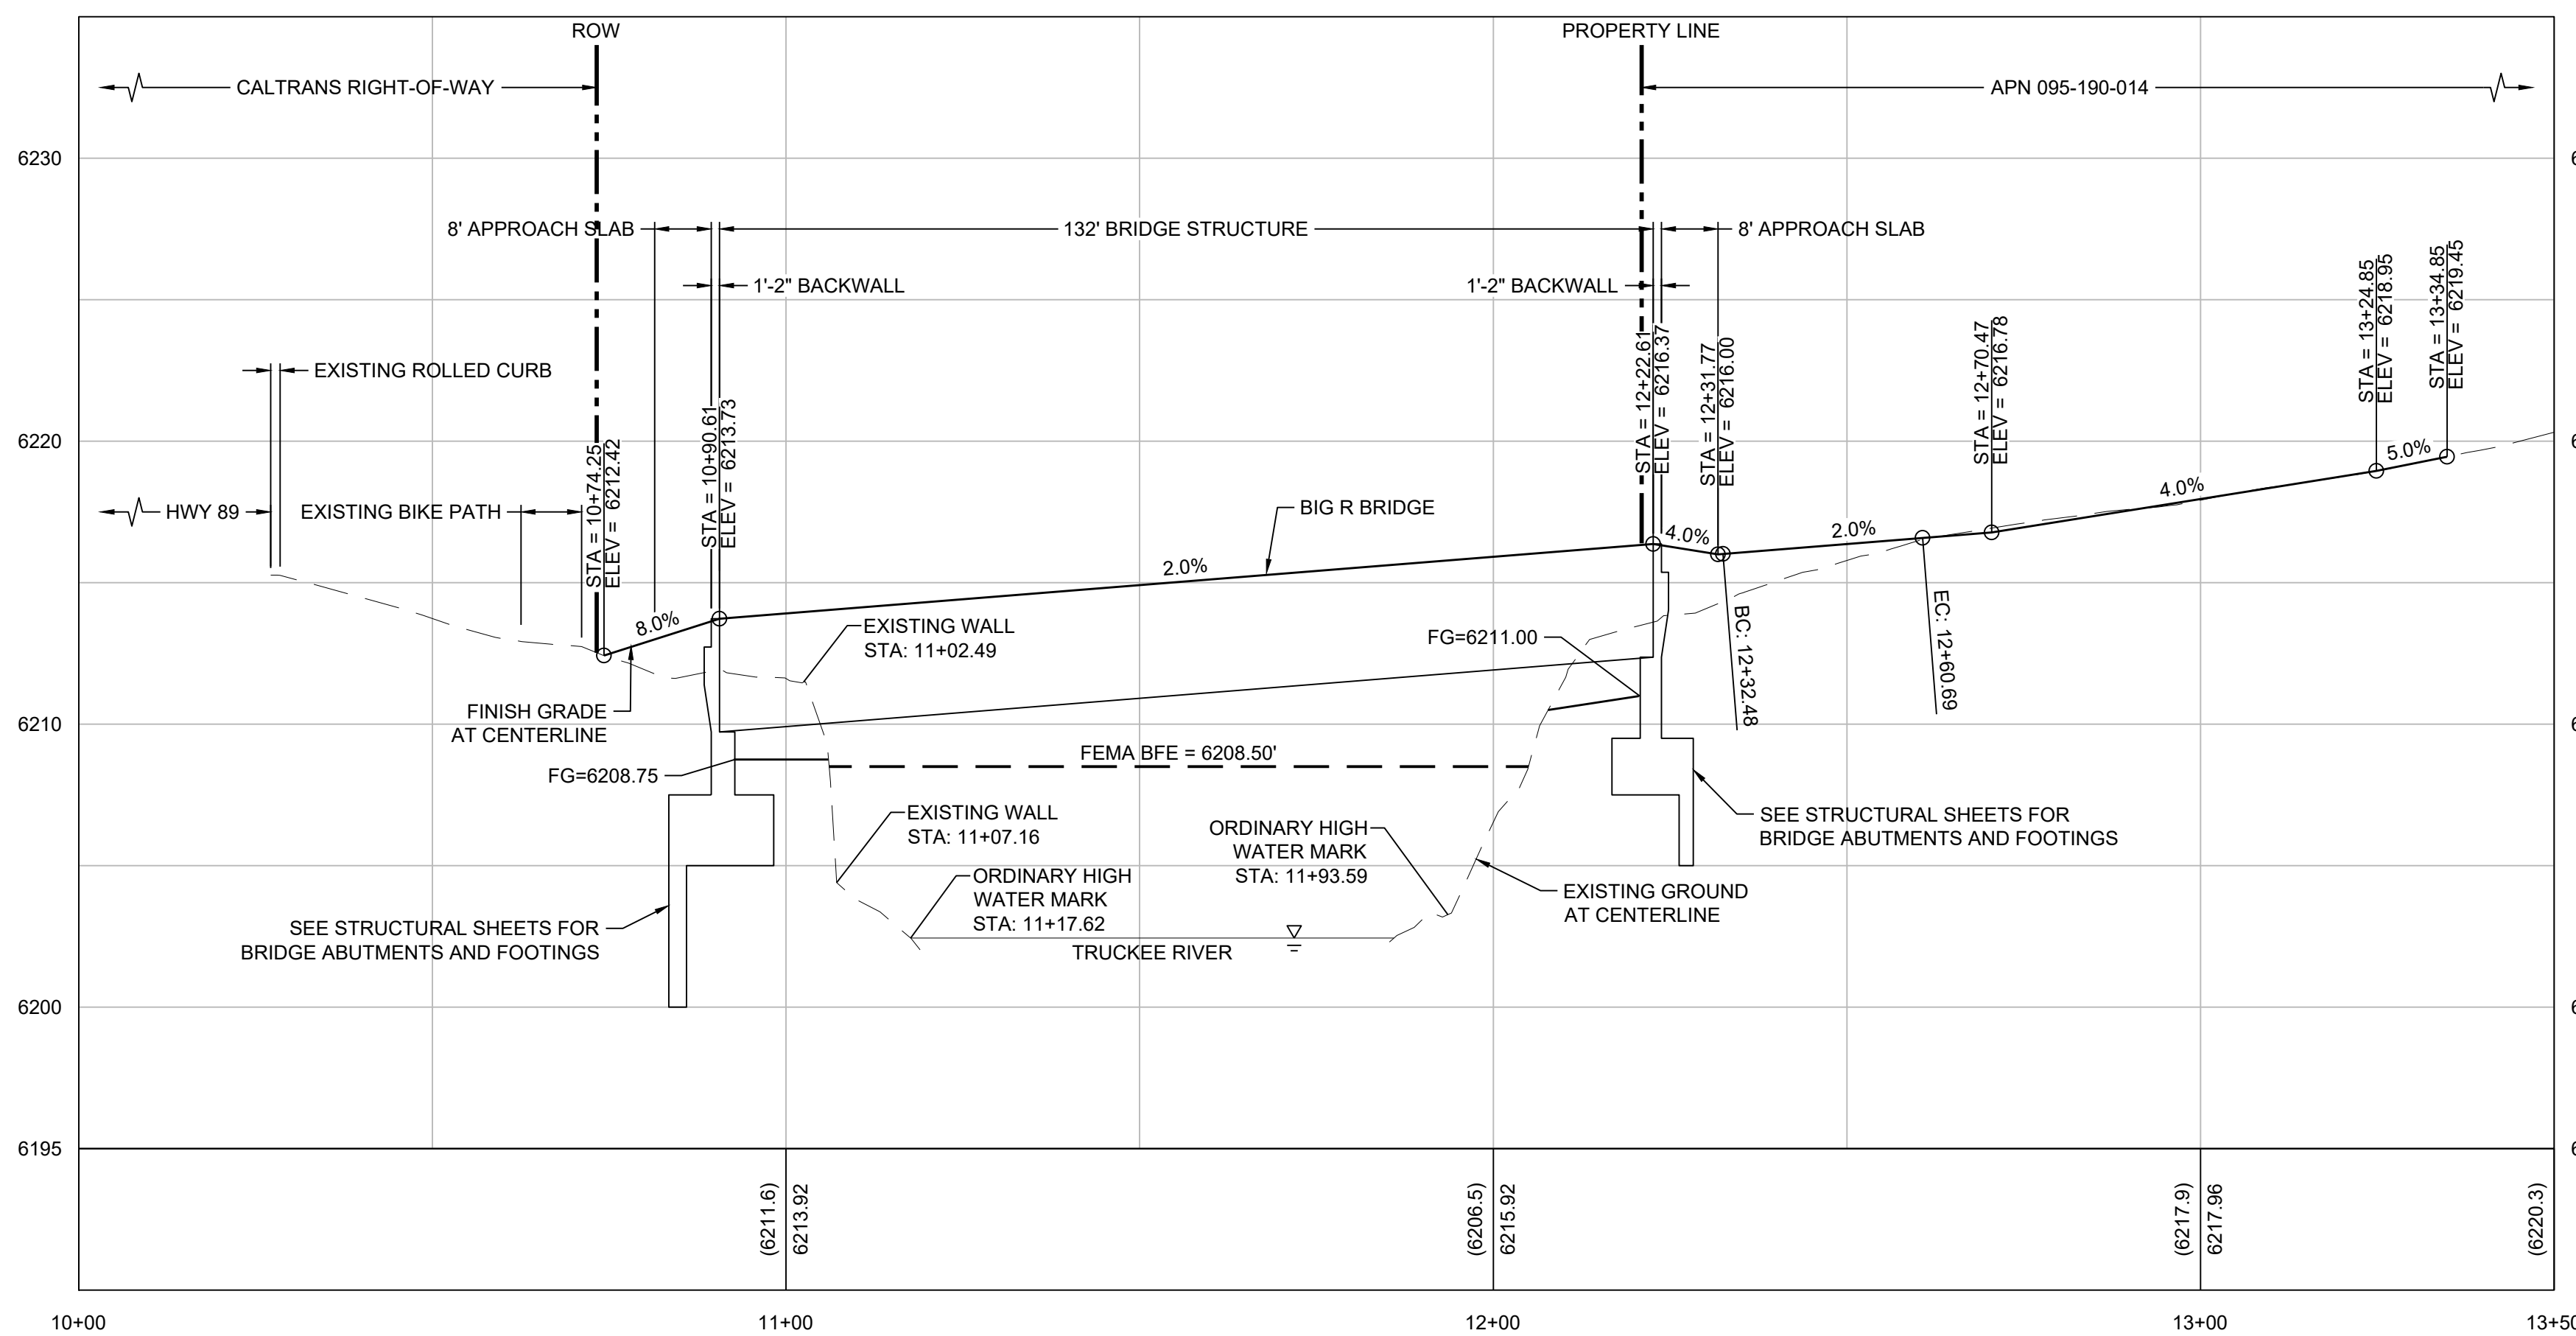 ROW
PROPERTY LINE
CALTRANS RIGHT-OF-WAY
APN 095-190-014
6230
8' APPROACH SLAB
132' BRIDGE STRUCTURE
8' APPROACH SLAB
1'-2" BACKWALL
1'-2" BACKWALL
EXISTING ROLLED CURB
HWY 89
EXISTING BIKE PATH
STA = 10+74.25
ELEV = 6212.42
STA = 10+90.61
ELEV = 6213.73
STA = 12+22.61
ELEV = 6216.37
STA = 12+31.77
ELEV = 6216.00
STA = 12+70.47
ELEV = 6216.78
STA = 13+24.85
ELEV = 6218.95
STA = 13+34.85
ELEV = 6219.45
6220
BIG R BRIDGE
8.0%
2.0%
4.0%
2.0%
4.0%
5.0%
EXISTING WALL
STA: 11+02.49
FG=6211.00
BC: 12+32.48
EC: 12+60.69
FINISH GRADE
AT CENTERLINE
6210
FG=6208.75
FEMA BFE = 6208.50'
EXISTING WALL
STA: 11+07.16
ORDINARY HIGH
WATER MARK
STA: 11+93.59
SEE STRUCTURAL SHEETS FOR
BRIDGE ABUTMENTS AND FOOTINGS
ORDINARY HIGH
WATER MARK
STA: 11+17.62
EXISTING GROUND
AT CENTERLINE
SEE STRUCTURAL SHEETS FOR
BRIDGE ABUTMENTS AND FOOTINGS
TRUCKEE RIVER
6200
6195
(6211.6)
6213.92
(6206.5)
6215.92
(6217.9)
6217.96
(6220.3)
10+00
11+00
12+00
13+00